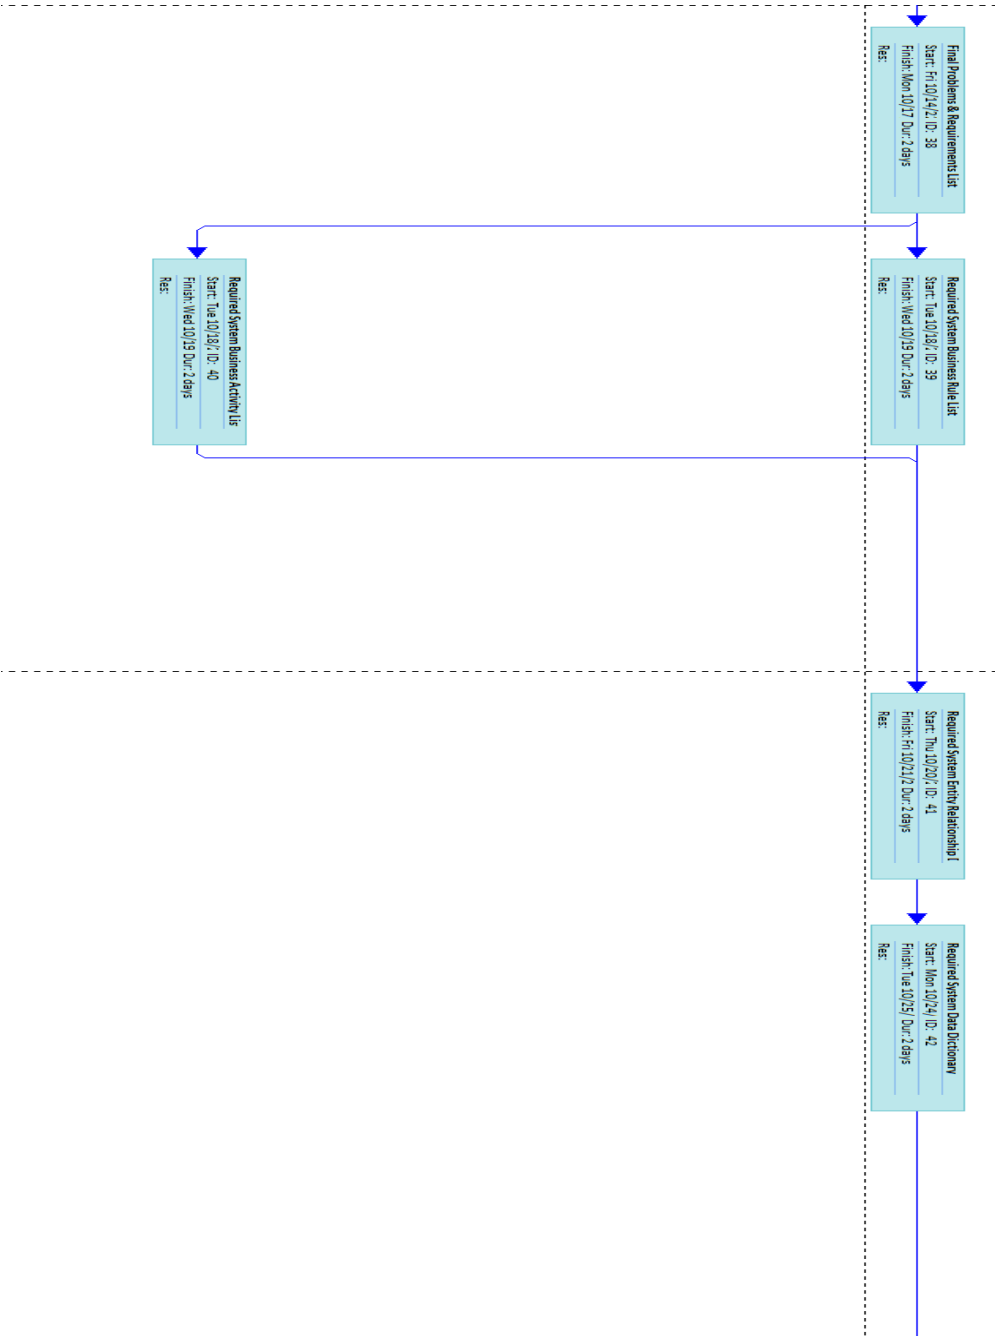 Final Problems & Requirements List
Start: Fri 10/14/2: ID: 38
Finish: Mon 10/17 Dur: 2 days
Res:
Required System Business Rule List
Start: Tue 10/18/: ID: 39
Finish: Wed 10/19 Dur: 2 days
Res:
Required System Business Activity Lis
Start: Tue 10/18/: ID: 40
Finish: Wed 10/19 Dur: 2 days
Res:
Required System Entity Relationship D
Start: Thu 10/20/: ID: 41
Finish: Fri 10/21/2 Dur: 2 days
Res:
Required System Data Dictionary
Start: Mon 10/24/ ID: 42
Finish: Tue 10/25/ Dur: 2 days
Res: